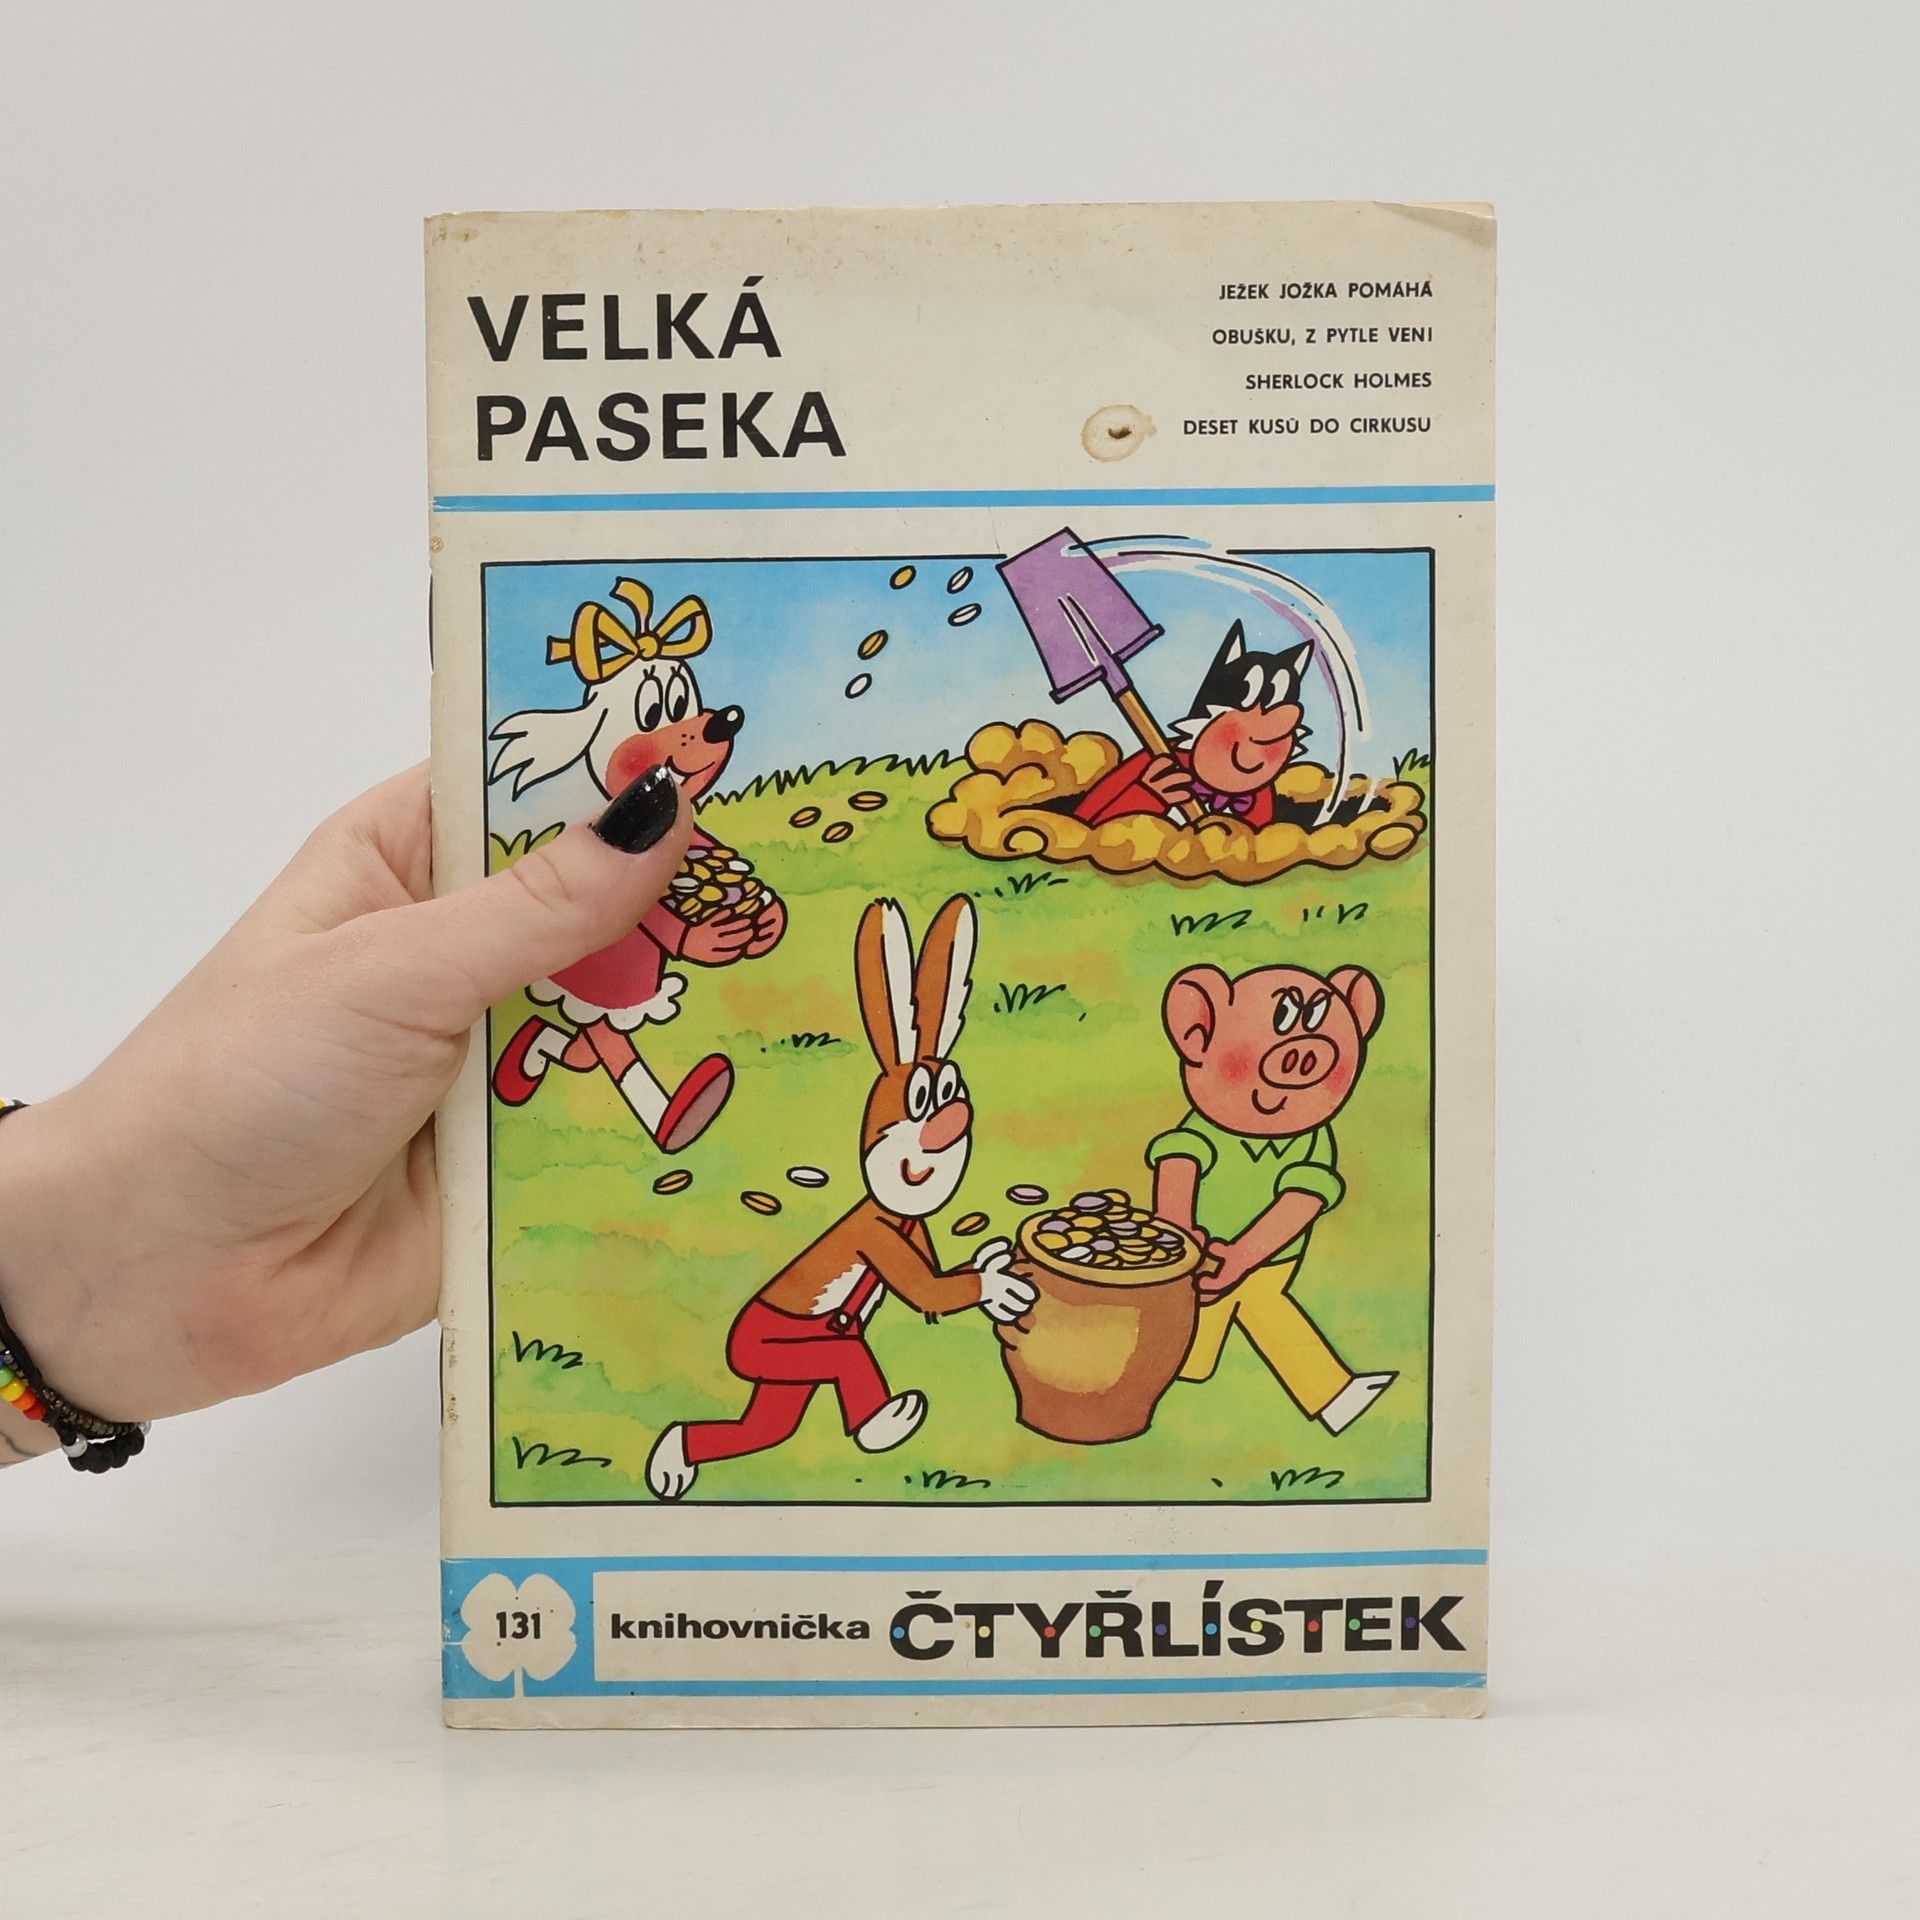 VELKÁ
PASEKA
JEŽEK JOŽKA POMÁHÁ
OBUŠKU, Z PYTLE VEN!
SHERLOCK HOLMES
DESET KUSŮ DO CIRKUSU
131
knihovnička ČTYŘLÍSTEK